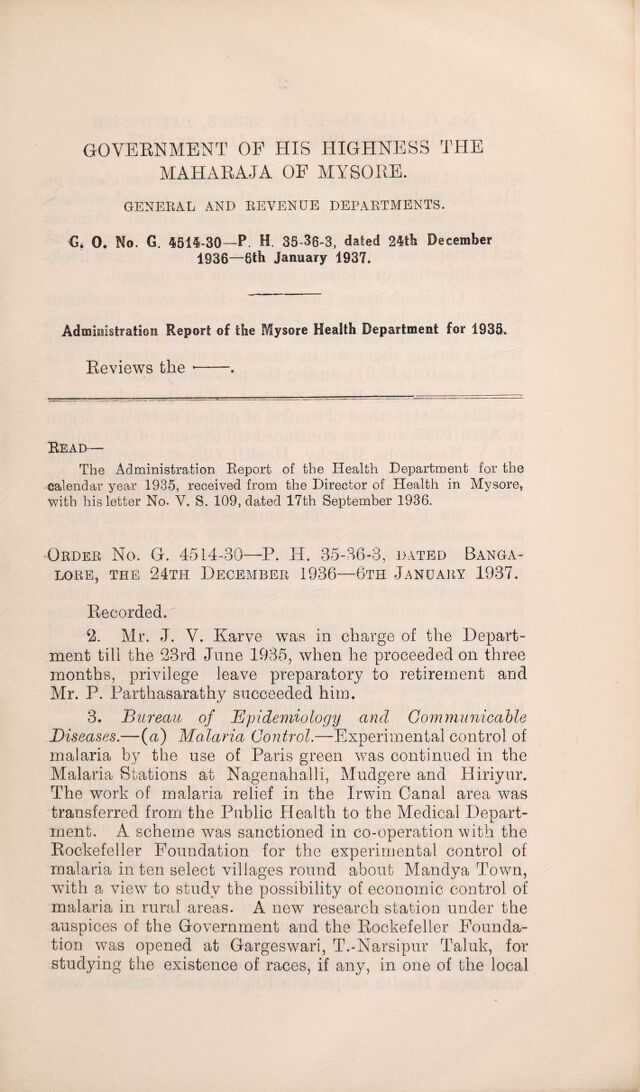 GOVERNMENT OF HIS HIGHNESS THE
MAHARAJA OF MYSORE.
GENERAL AND REVENUE DEPARTMENTS.
G. O. No. G. 4514-30—P. H. 35-36-3, dated 24th December
1936—6th January 1937.
Administration Report of the Mysore Health Department for 1935.
Reviews the ——.
READ—
The Administration Report of the Health Department for the
calendar year 1935, received from the Director of Health in Mysore,
with his letter No. V. S. 109, dated 17th September 1936.
ORDER NO. G. 4514-30—P. H. 35-36-3, DATED BANGA-
LORE, THE 24TH DECEMBER 1936—6TH JANUARY 1937.
Recorded.
2. Mr. J. V. Karve was in charge of the Depart-
ment till the 23rd June 1935, when he proceeded on three
months, privilege leave preparatory to retirement and
Mr. P. Parthasarathy succeeded him.
3. Bureau of Epidemiology and Communicable
Diseases.—(a) Malaria Control.—Experimental control of
malaria by the use of Paris green was continued in the
Malaria Stations at Nagenahalli, Mudgere and Hiriyur.
The work of malaria relief in the Irwin Canal area was
transferred from the Public Health to the Medical Depart-
ment. A scheme was sanctioned in co-operation with the
Rockefeller Foundation for the experimental control of
malaria in ten select villages round about Mandya Town,
with a view to study the possibility of economic control of
malaria in rural areas. A new research station under the
auspices of the Government and the Rockefeller Founda-
tion was opened at Gargeswari, T.-Narsipur Taluk, for
studying the existence of races, if any, in one of the local